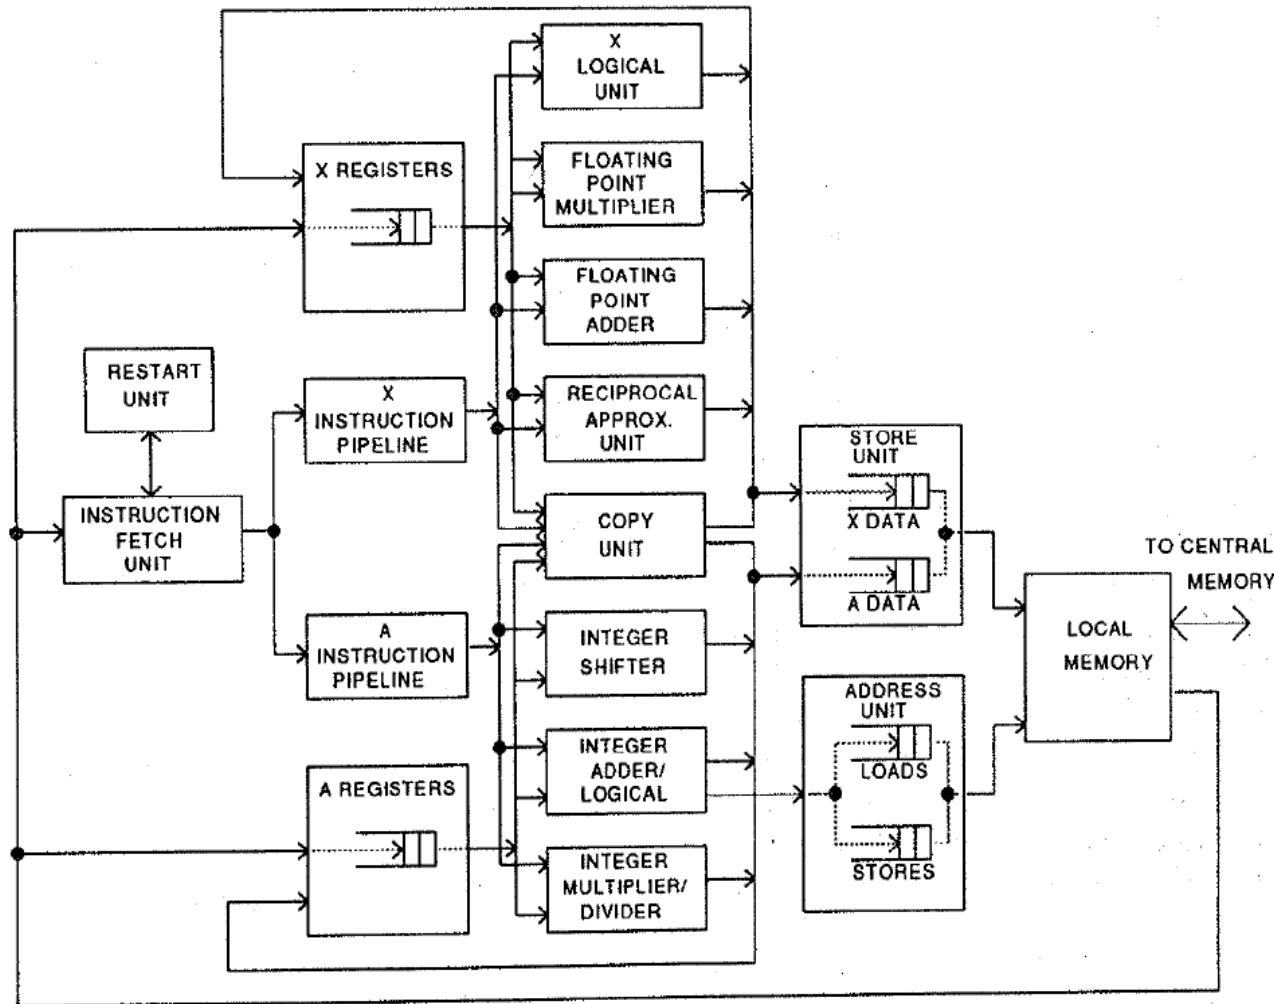 X
LOGICAL
UNIT
X REGISTERS
FLOATING
POINT
MULTIPLIER
FLOATING
POINT
ADDER
RESTART
UNIT
X
INSTRUCTION
PIPELINE
RECIPROCAL
APPROX.
UNIT
STORE
UNIT
X DATA
A DATA
INSTRUCTION
FETCH
UNIT
COPY
UNIT
TO CENTRAL
MEMORY
A
INSTRUCTION
PIPELINE
INTEGER
SHIFTER
LOCAL
MEMORY
ADDRESS
UNIT
LOADS
STORES
A REGISTERS
INTEGER
ADDER/
LOGICAL
INTEGER
MULTIPLIER/
DIVIDER